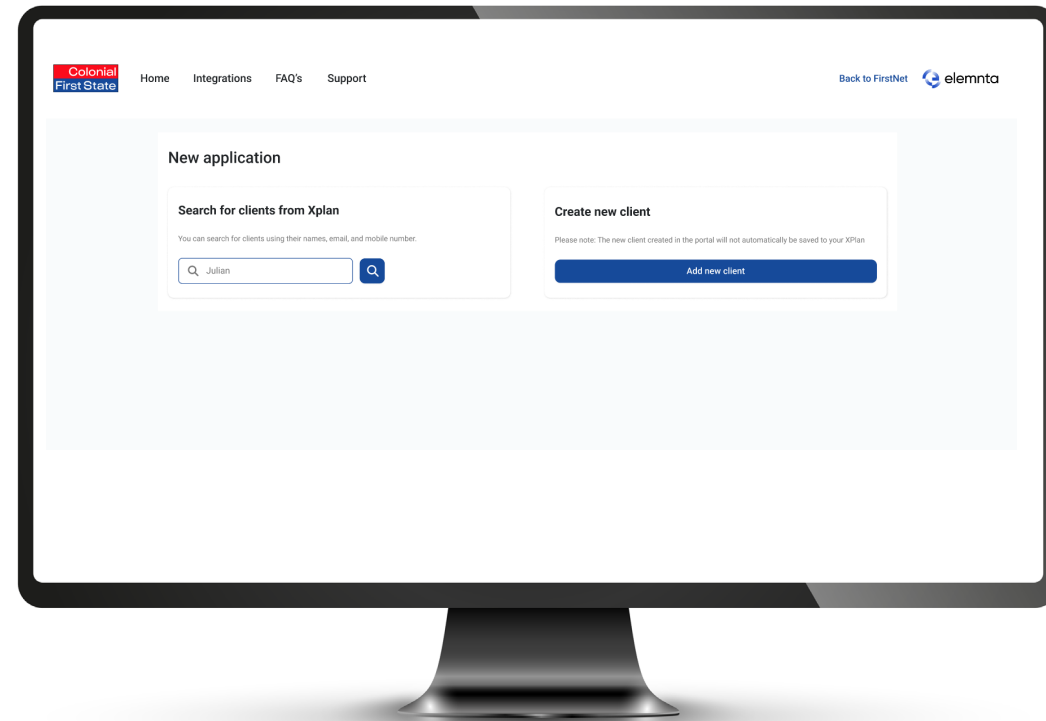 Colonial
First State
Home Integrations FAQ's Support
Back to FirstNet
elemnta
New application
Search for clients from Xplan
You can search for clients using their names, email, and mobile number.
Julian
Create new client
Please note: The new client created in the portal will not automatically be saved to your XPlan
Add new client